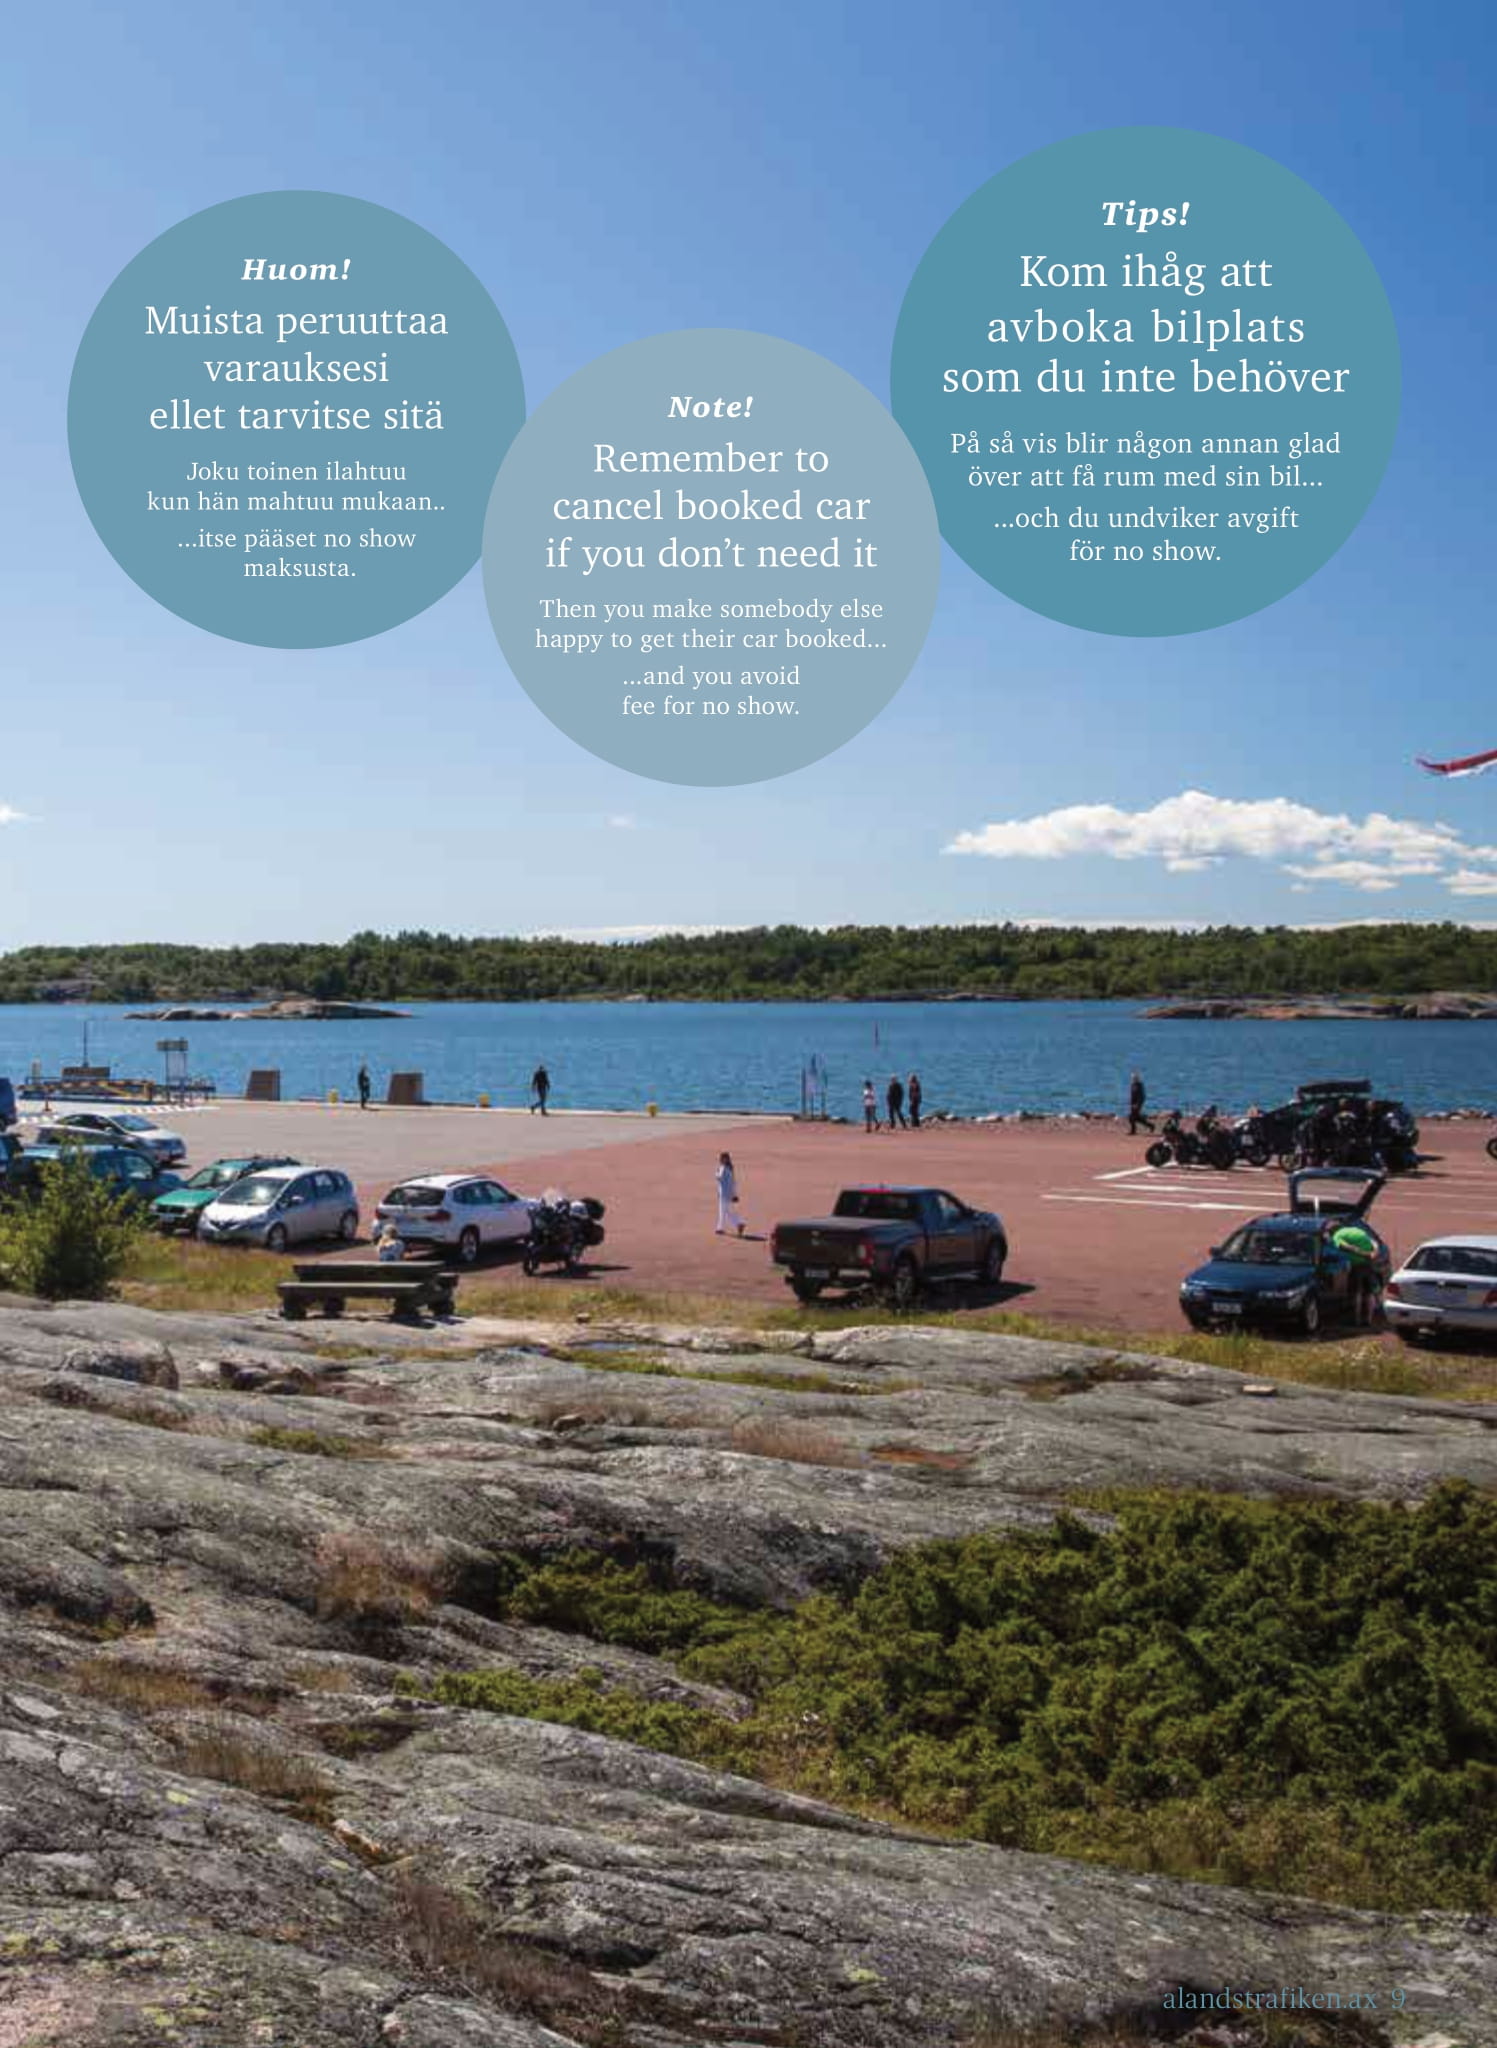 Huom!
Muista peruuttaa
varauksesi
ellet tarvitse sitä
Joku toinen ilahtuu
kun hän mahtuu mukaan..
...itse pääset no show
maksusta.
Note!
Remember to
cancel booked car
if you don’t need it
Then you make somebody else
happy to get their car booked...
...and you avoid
fee for no show.
Tips!
Kom ihåg att
avboka bilplats
som du inte behöver
På så vis blir någon annan glad
över att få rum med sin bil...
...och du undviker avgift
för no show.
alandstrafiken.ax 9